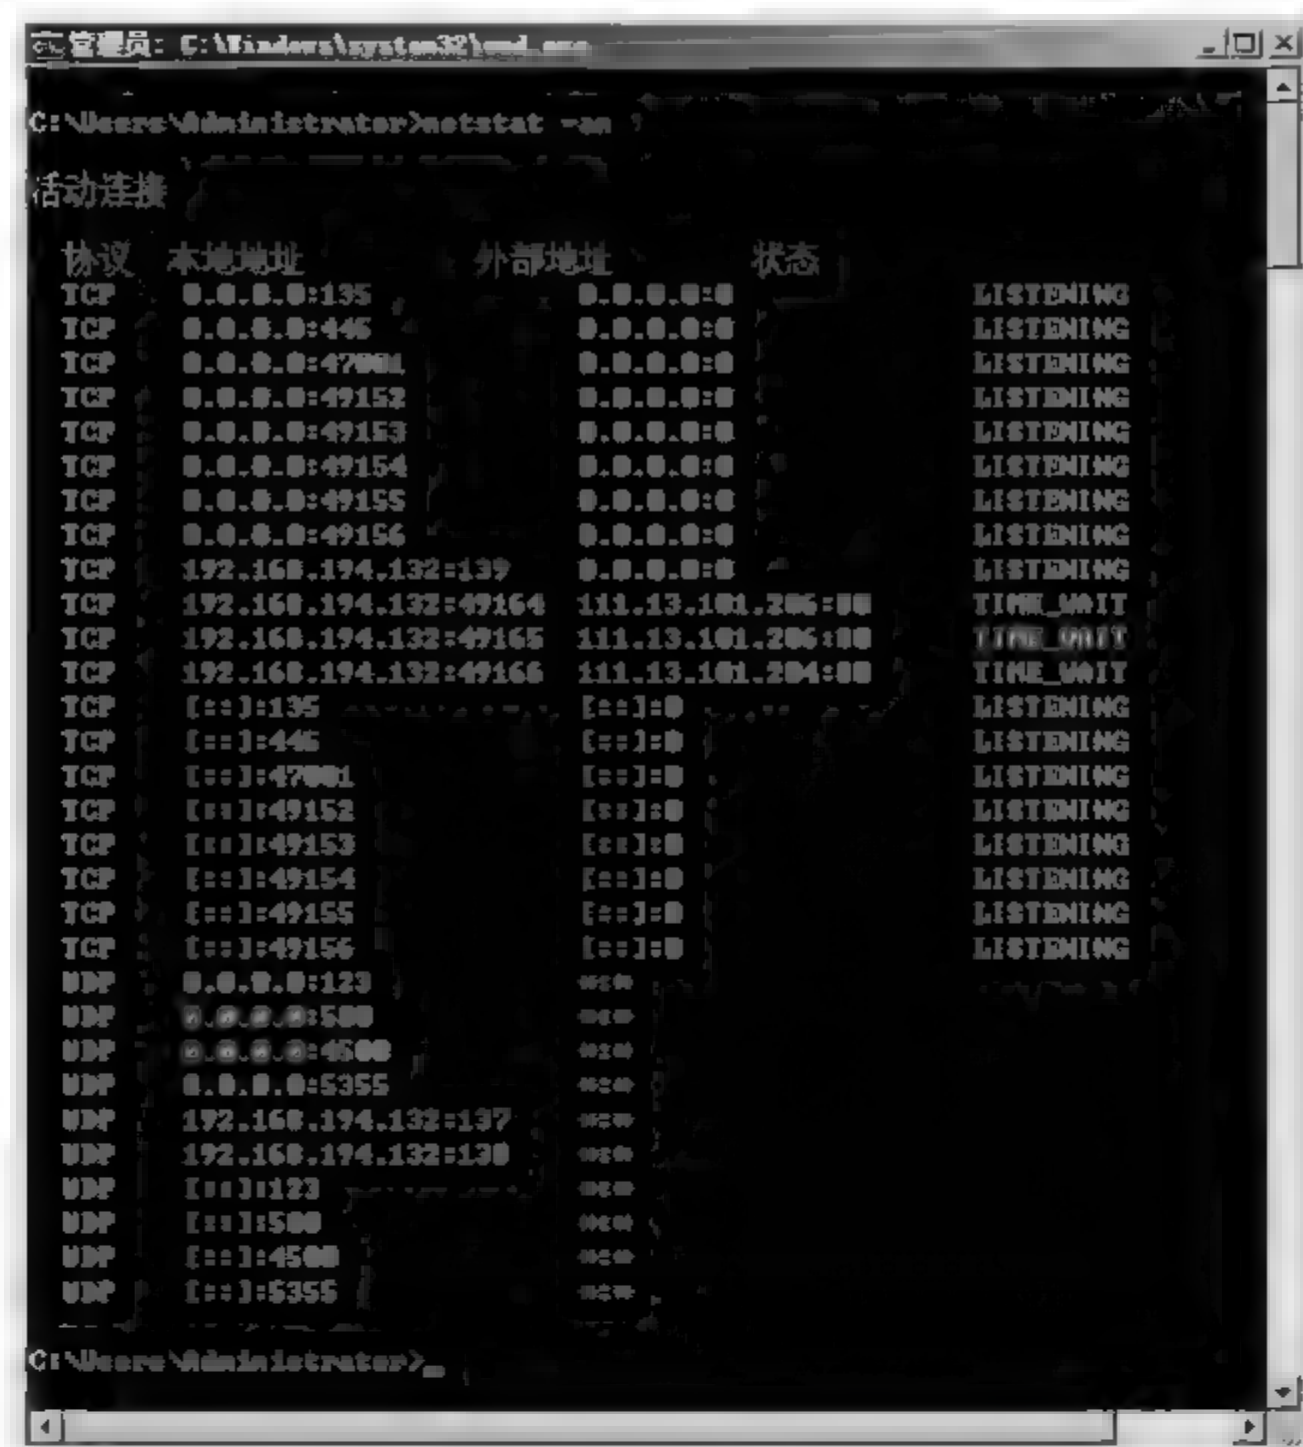 管理员: C:\Windows\system32\cmd.exe
C:\Users\Administrator>netstat -an
活动连接
协议 本地地址 外部地址 状态
TCP 0.0.0.0:135 0.0.0.0:0 LISTENING
TCP 0.0.0.0:445 0.0.0.0:0 LISTENING
TCP 0.0.0.0:47001 0.0.0.0:0 LISTENING
TCP 0.0.0.0:49152 0.0.0.0:0 LISTENING
TCP 0.0.0.0:49153 0.0.0.0:0 LISTENING
TCP 0.0.0.0:49154 0.0.0.0:0 LISTENING
TCP 0.0.0.0:49155 0.0.0.0:0 LISTENING
TCP 0.0.0.0:49156 0.0.0.0:0 LISTENING
TCP 192.168.194.132:139 0.0.0.0:0 LISTENING
TCP 192.168.194.132:49164 111.13.101.206:80 TIME_WAIT
TCP 192.168.194.132:49165 111.13.101.206:80 TIME_WAIT
TCP 192.168.194.132:49166 111.13.101.204:80 TIME_WAIT
TCP [::]:135 [::]:0 LISTENING
TCP [::]:445 [::]:0 LISTENING
TCP [::]:47001 [::]:0 LISTENING
TCP [::]:49152 [::]:0 LISTENING
TCP [::]:49153 [::]:0 LISTENING
TCP [::]:49154 [::]:0 LISTENING
TCP [::]:49155 [::]:0 LISTENING
TCP [::]:49156 [::]:0 LISTENING
UDP 0.0.0.0:123 *:*
UDP 0.0.0.0:500 *:*
UDP 0.0.0.0:4500 *:*
UDP 0.0.0.0:5355 *:*
UDP 192.168.194.132:137 *:*
UDP 192.168.194.132:138 *:*
UDP [::]:123 *:*
UDP [::]:500 *:*
UDP [::]:4500 *:*
UDP [::]:5355 *:*
C:\Users\Administrator>_